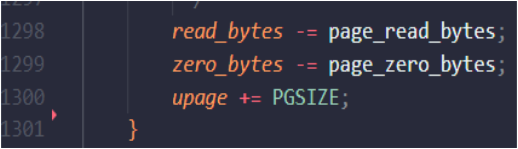 1298 read_bytes -= page_read_bytes;
1299 zero_bytes -= page_zero_bytes;
1300 upage += PGSIZE;
1301 }